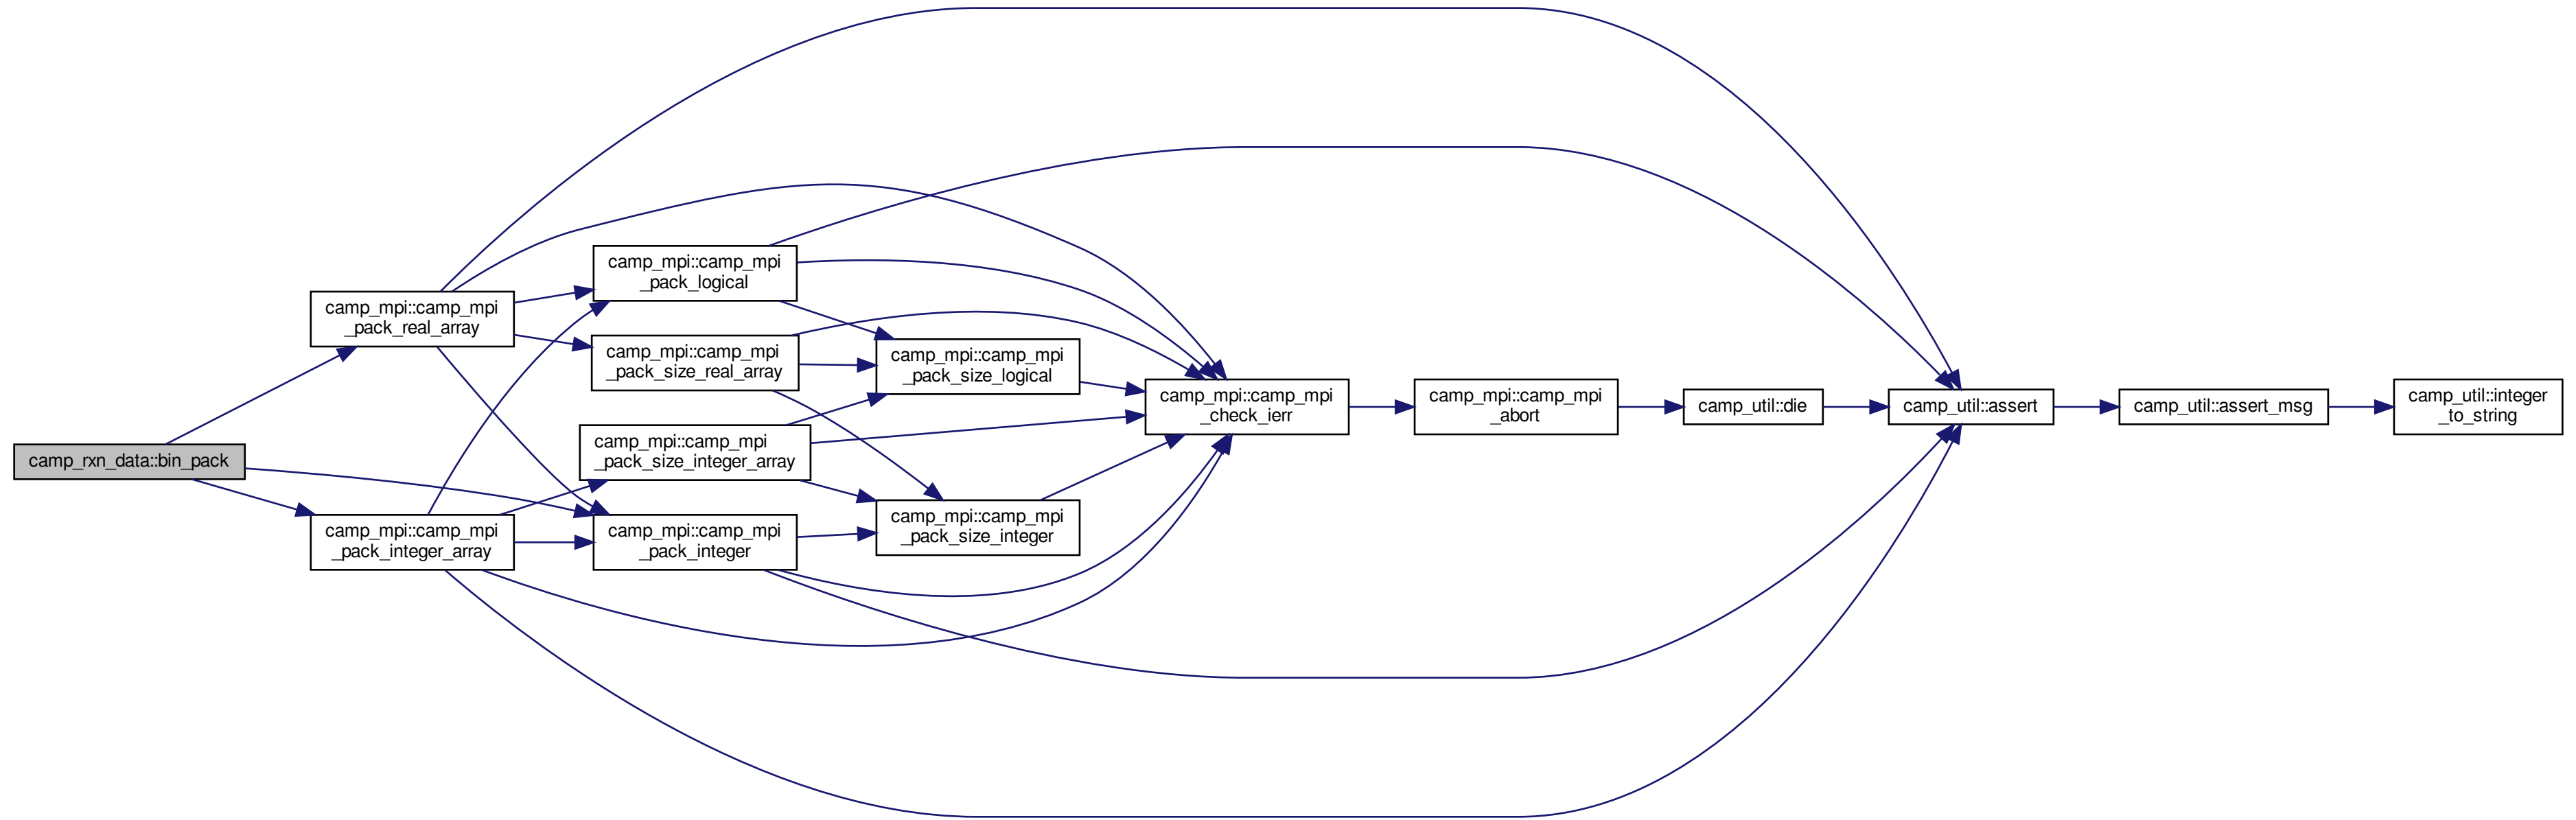 camp_rxn_data::bin_pack
camp_mpi::camp_mpi
_pack_real_array
camp_mpi::camp_mpi
_pack_integer_array
camp_mpi::camp_mpi
_pack_logical
camp_mpi::camp_mpi
_pack_size_real_array
camp_mpi::camp_mpi
_pack_size_integer_array
camp_mpi::camp_mpi
_pack_integer
camp_mpi::camp_mpi
_pack_size_logical
camp_mpi::camp_mpi
_pack_size_integer
camp_mpi::camp_mpi
_check_ierr
camp_mpi::camp_mpi
_abort
camp_util::die
camp_util::assert
camp_util::assert_msg
camp_util::integer
_to_string